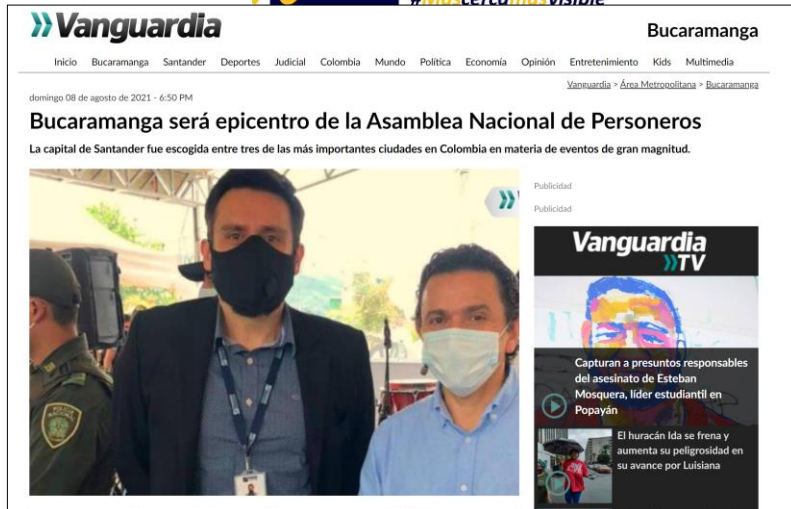 #Máscercamásvisible
Vanguardia
Bucaramanga
Inicio Bucaramanga Santander Deportes Judicial Colombia Mundo Política Economía Opinión Entretenimiento Kids Multimedia
Vanguardia > Área Metropolitana > Bucaramanga
domingo 08 de agosto de 2021 - 6:50 PM
Bucaramanga será epicentro de la Asamblea Nacional de Personeros
La capital de Santander fue escogida entre tres de las más importantes ciudades en Colombia en materia de eventos de gran magnitud.
POLICIA
NACIONAL
Publicidad
Publicidad
Vanguardia
TV
Capturan a presuntos responsables
del asesinato de Esteban
Mosquera, líder estudiantil en
Popayán
El huracán Ida se frena y
aumenta su peligrosidad en
su avance por Luisiana